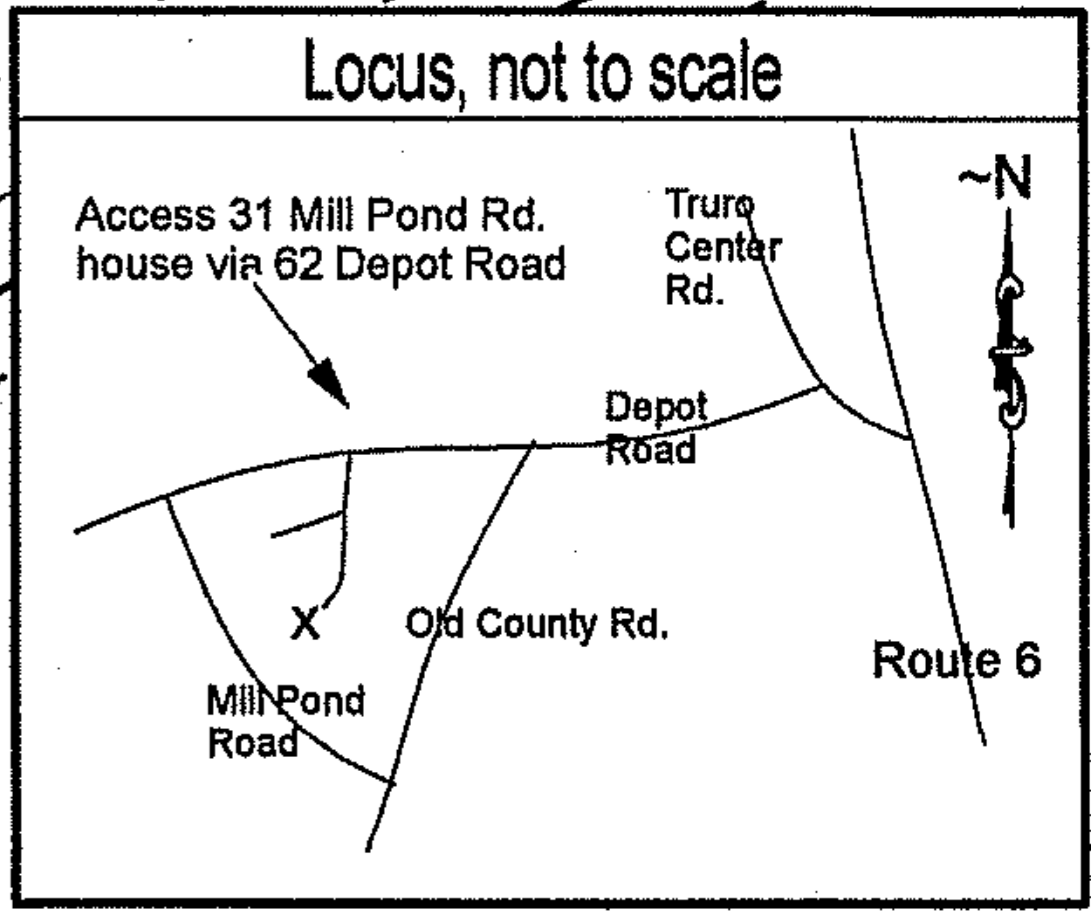 Locus, not to scale
Access 31 Mill Pond Rd.
house via 62 Depot Road
Truro
Center
Rd.
~N
Depot
Road
X
Old County Rd.
Route 6
Mill Pond
Road